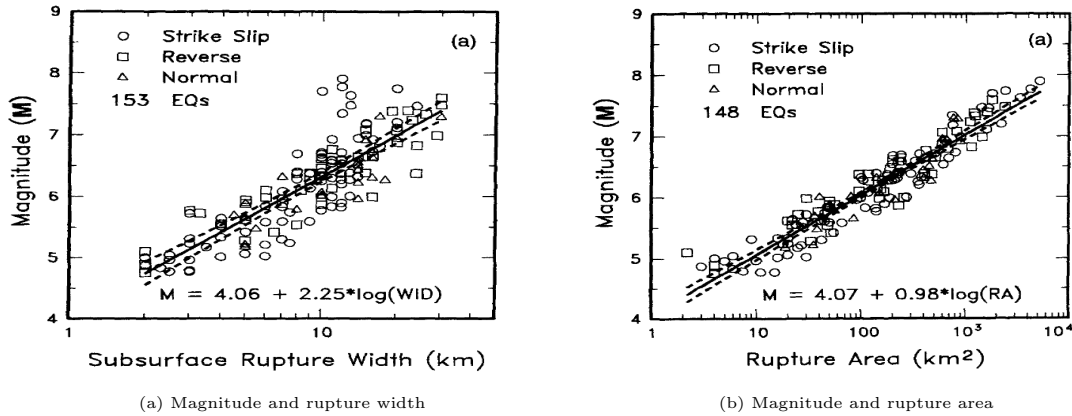 9
8
7
6
5
4
Magnitude (M)
(a)
○ Strike Slip
□ Reverse
△ Normal
153 EQs
M = 4.06 + 2.25*log(WID)
1
10
Subsurface Rupture Width (km)
(a) Magnitude and rupture width
9
8
7
6
5
4
Magnitude (M)
(a)
○ Strike Slip
□ Reverse
△ Normal
148 EQs
M = 4.07 + 0.98*log(RA)
1
10
100
10³
10⁴
Rupture Area (km²)
(b) Magnitude and rupture area